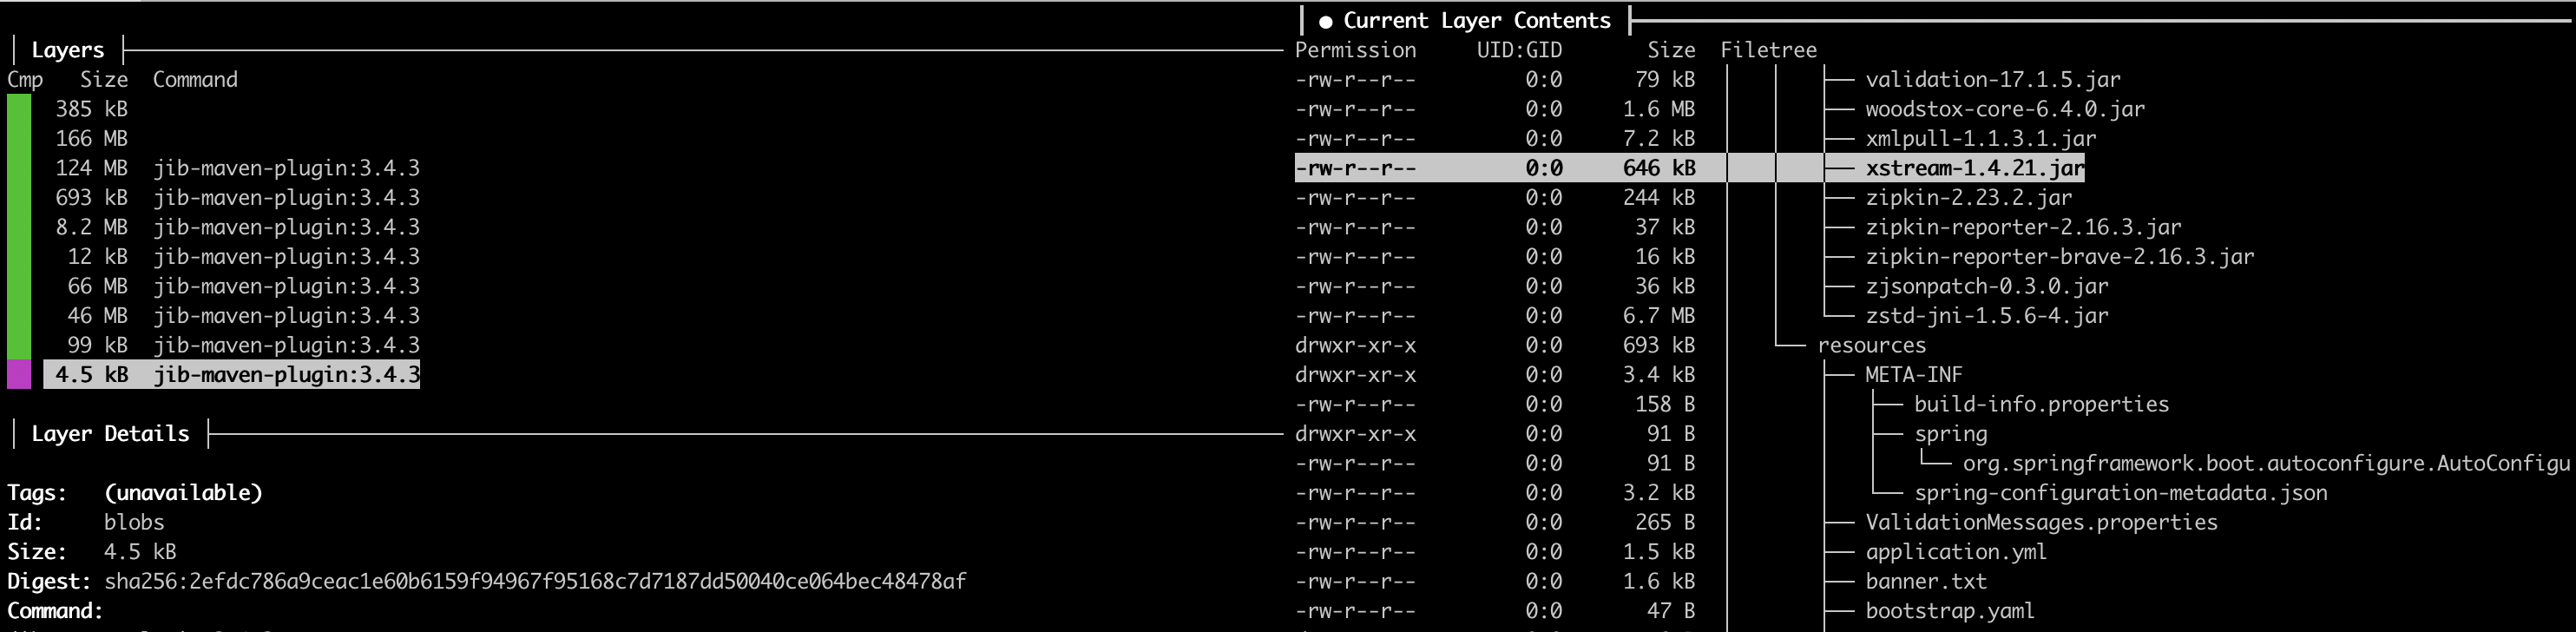 Layers
Cmp Size Command
385 kB
166 MB
124 MB jib-maven-plugin:3.4.3
693 kB jib-maven-plugin:3.4.3
8.2 MB jib-maven-plugin:3.4.3
12 kB jib-maven-plugin:3.4.3
66 MB jib-maven-plugin:3.4.3
46 MB jib-maven-plugin:3.4.3
99 kB jib-maven-plugin:3.4.3
4.5 kB jib-maven-plugin:3.4.3
Layer Details
Tags: (unavailable)
Id: blobs
Size: 4.5 kB
Digest: sha256:2efdc786a9ceac1e60b6159f94967f95168c7d7187dd50040ce064bec48478af
Command:
● Current Layer Contents
Permission UID:GID Size Filetree
-rw-r--r-- 0:0 79 kB validation-17.1.5.jar
-rw-r--r-- 0:0 1.6 MB woodstox-core-6.4.0.jar
-rw-r--r-- 0:0 7.2 kB xmlpull-1.1.3.1.jar
-rw-r--r-- 0:0 646 kB xstream-1.4.21.jar
-rw-r--r-- 0:0 244 kB zipkin-2.23.2.jar
-rw-r--r-- 0:0 37 kB zipkin-reporter-2.16.3.jar
-rw-r--r-- 0:0 16 kB zipkin-reporter-brave-2.16.3.jar
-rw-r--r-- 0:0 36 kB zjsonpatch-0.3.0.jar
-rw-r--r-- 0:0 6.7 MB zstd-jni-1.5.6-4.jar
drwxr-xr-x 0:0 693 kB resources
drwxr-xr-x 0:0 3.4 kB META-INF
-rw-r--r-- 0:0 158 B build-info.properties
drwxr-xr-x 0:0 91 B spring
-rw-r--r-- 0:0 91 B org.springframework.boot.autoconfigure.AutoConfigu
-rw-r--r-- 0:0 3.2 kB spring-configuration-metadata.json
-rw-r--r-- 0:0 265 B ValidationMessages.properties
-rw-r--r-- 0:0 1.5 kB application.yml
-rw-r--r-- 0:0 1.6 kB banner.txt
-rw-r--r-- 0:0 47 B bootstrap.yaml